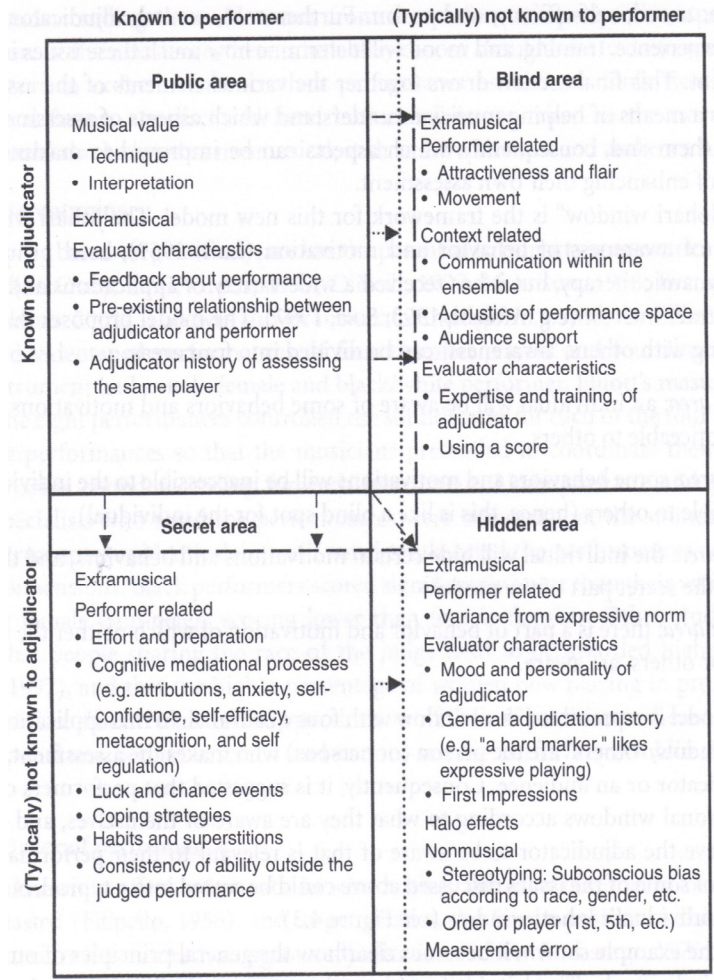 Known to performer
(Typically) not known to performer
Known to adjudicator
Public area
Musical value
• Technique
• Interpretation
Extramusical
Evaluator characterestics
• Feedback about performance
• Pre-existing relationship between
adjudicator and performer
• Adjudicator history of assessing
the same player
Blind area
Extramusical
Performer related
• Attractiveness and flair
• Movement
Context related
• Communication within the
ensemble
• Acoustics of performance space
• Audience support
Evaluator characteristics
• Expertise and training, of
adjudicator
• Using a score
(Typically) not known to adjudicator
Secret area
Extramusical
Performer related
• Effort and preparation
• Cognitive mediational processes
(e.g. attributions, anxiety, self-
confidence, self-efficacy,
metacognition, and self
regulation)
• Luck and chance events
• Coping strategies
• Rituals and superstitions
• Consistency of ability outside the
judged performance
Hidden area
Extramusical
Performer related
• Variance from expressive norm
Evaluator characteristics
• Mood and personality of
adjudicator
• General adjudication history
(e.g. "a hard marker," likes
expressive playing)
• First Impressions
Halo effects
Nonmusical
• Stereotyping: Subconscious bias
according to race, gender, etc.
• Order of player (1st, 5th, etc.)
Measurement error